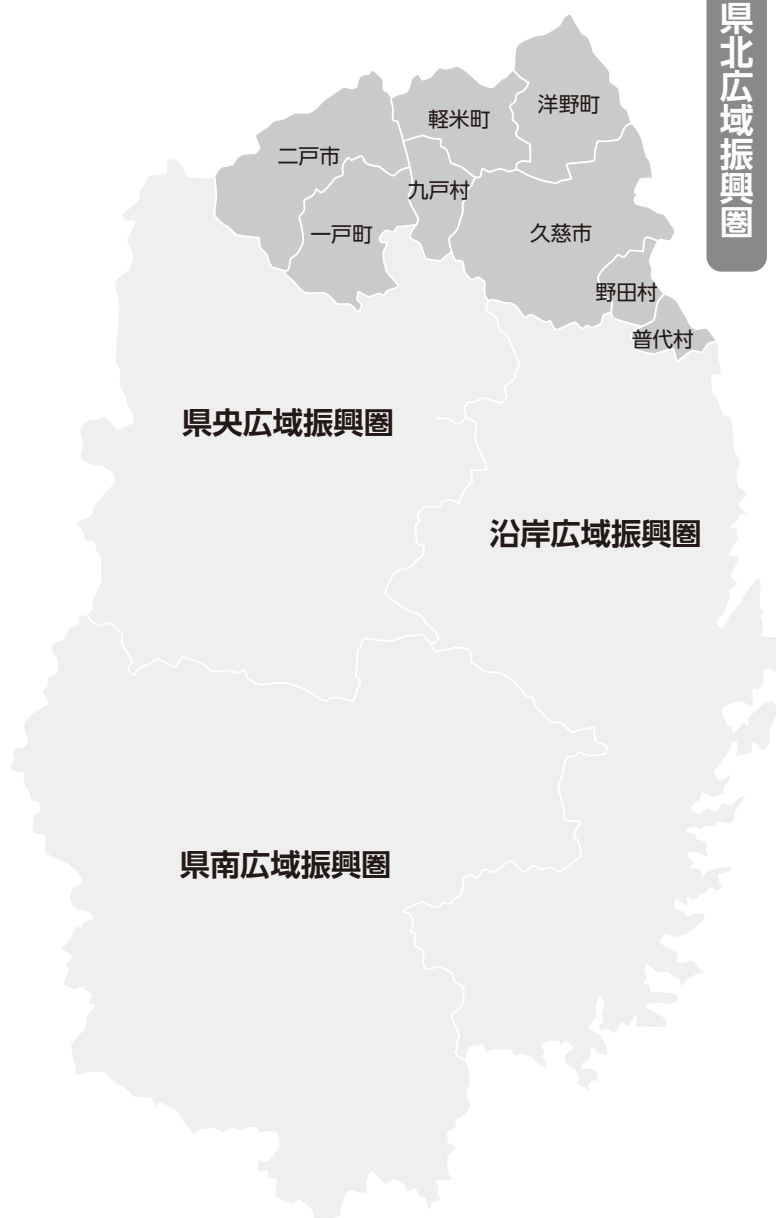 県北広域振興圏
洋野町
軽米町
二戸市
九戸村
一戸町
久慈市
野田村
普代村
県央広域振興圏
沿岸広域振興圏
県南広域振興圏